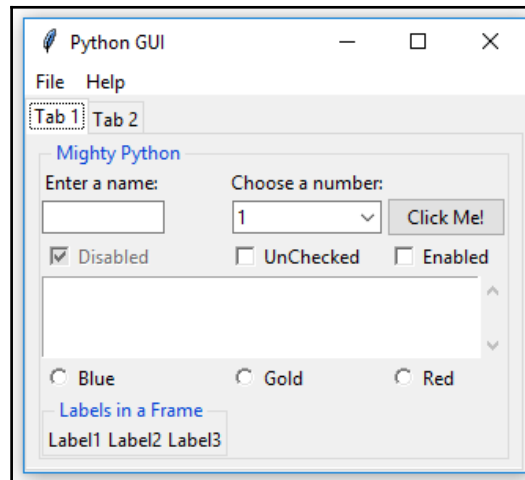 Python GUI
File Help
Tab 1 Tab 2
Mighty Python
Enter a name: Choose a number:
1 Click Me!
Disabled UnChecked Enabled
Blue Gold Red
Labels in a Frame
Label1 Label2 Label3